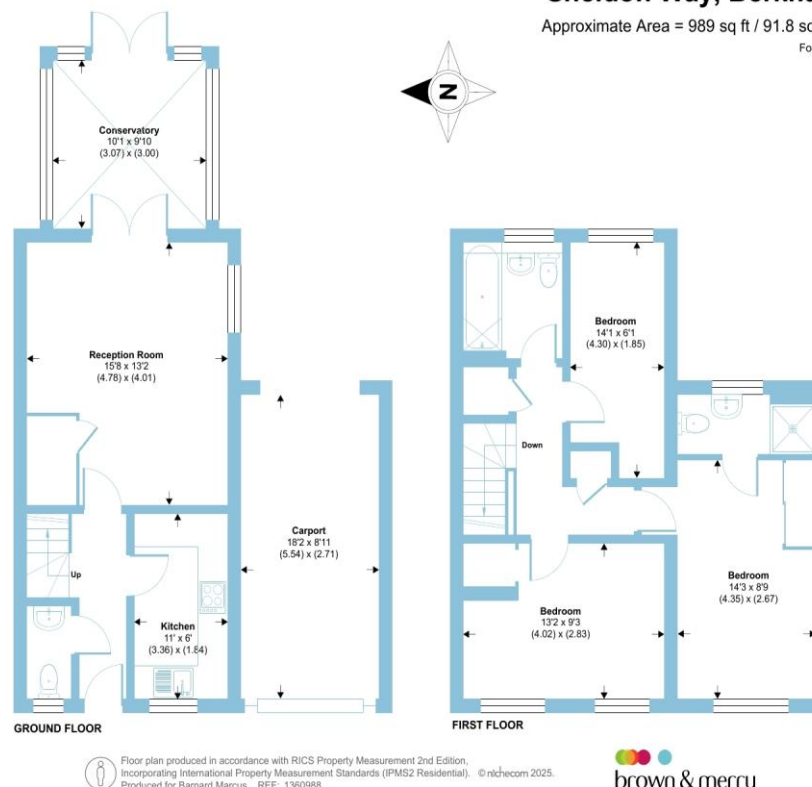 Approximate Area = 989 sq ft / 91.8
N
Conservatory
10'1 x 9'10
(3.07) x (3.00)
Reception Room
15'8 x 13'2
(4.78) x (4.01)
Up
Kitchen
11' x 6'
(3.36) x (1.84)
Carport
18'2 x 8'11
(5.54) x (2.71)
GROUND FLOOR
Bedroom
14'1 x 6'1
(4.30) x (1.85)
Down
Bedroom
13'2 x 9'3
(4.02) x (2.83)
Bedroom
14'3 x 8'9
(4.35) x (2.67)
FIRST FLOOR
Floor plan produced in accordance with RICS Property Measurement 2nd Edition,
Incorporating International Property Measurement Standards (IPMS2 Residential). © nichecom 2025.
Produced for Barnard Marcus. REF: 1360988
brown & merry